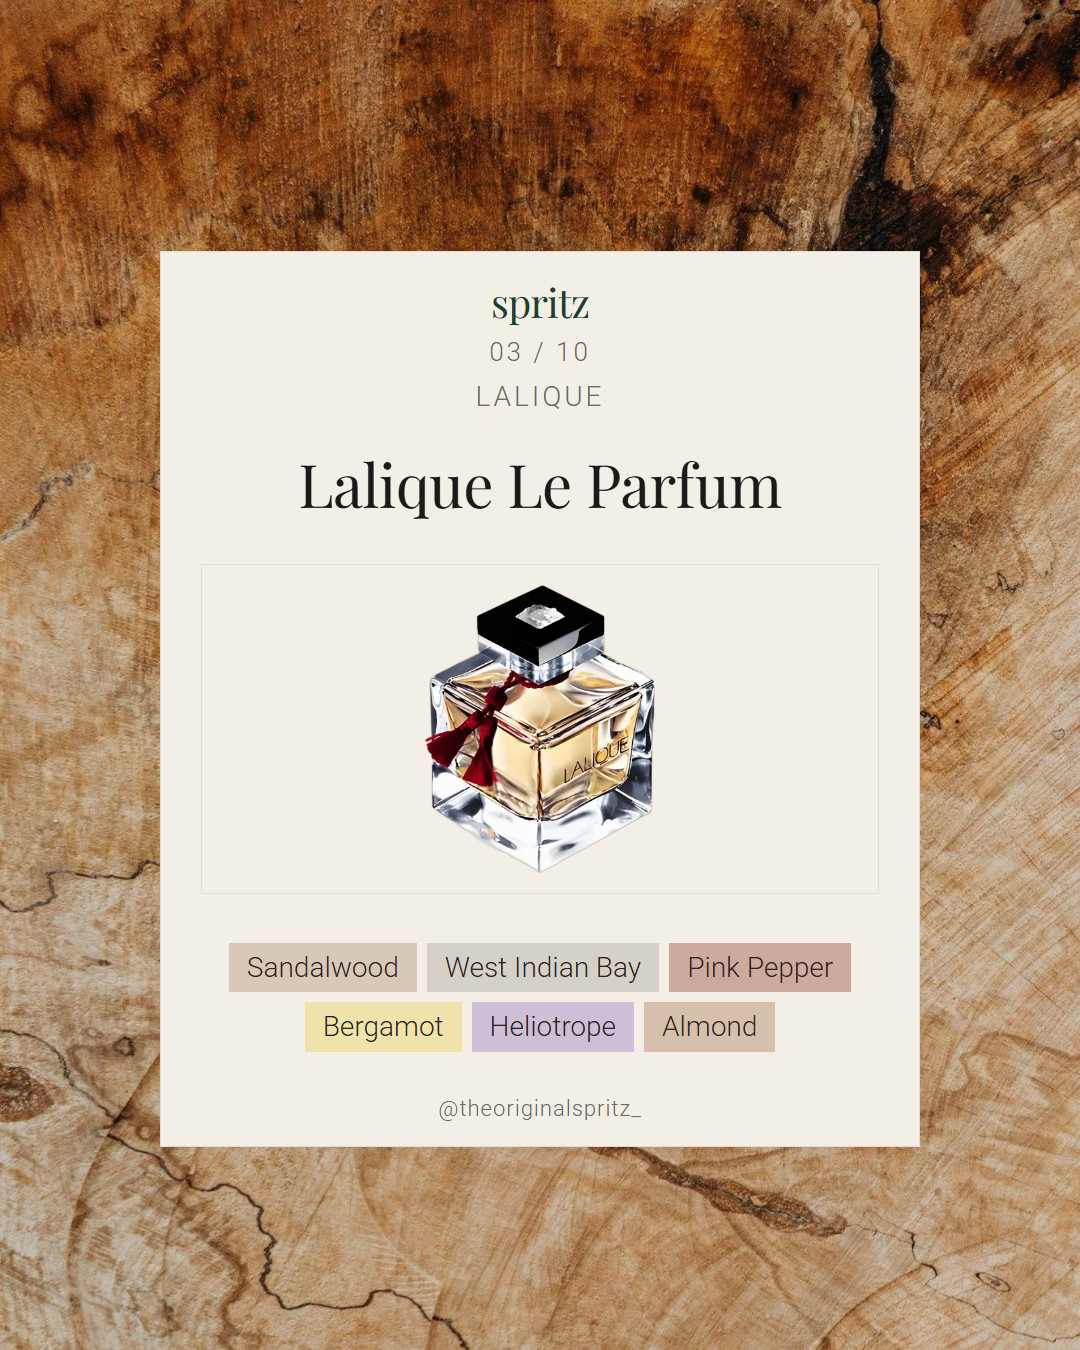 spritz
03 / 10
LALIQUE
Lalique Le Parfum
LALIQUE
Sandalwood West Indian Bay Pink Pepper
Bergamot Heliotrope Almond
@theoriginalspritz_